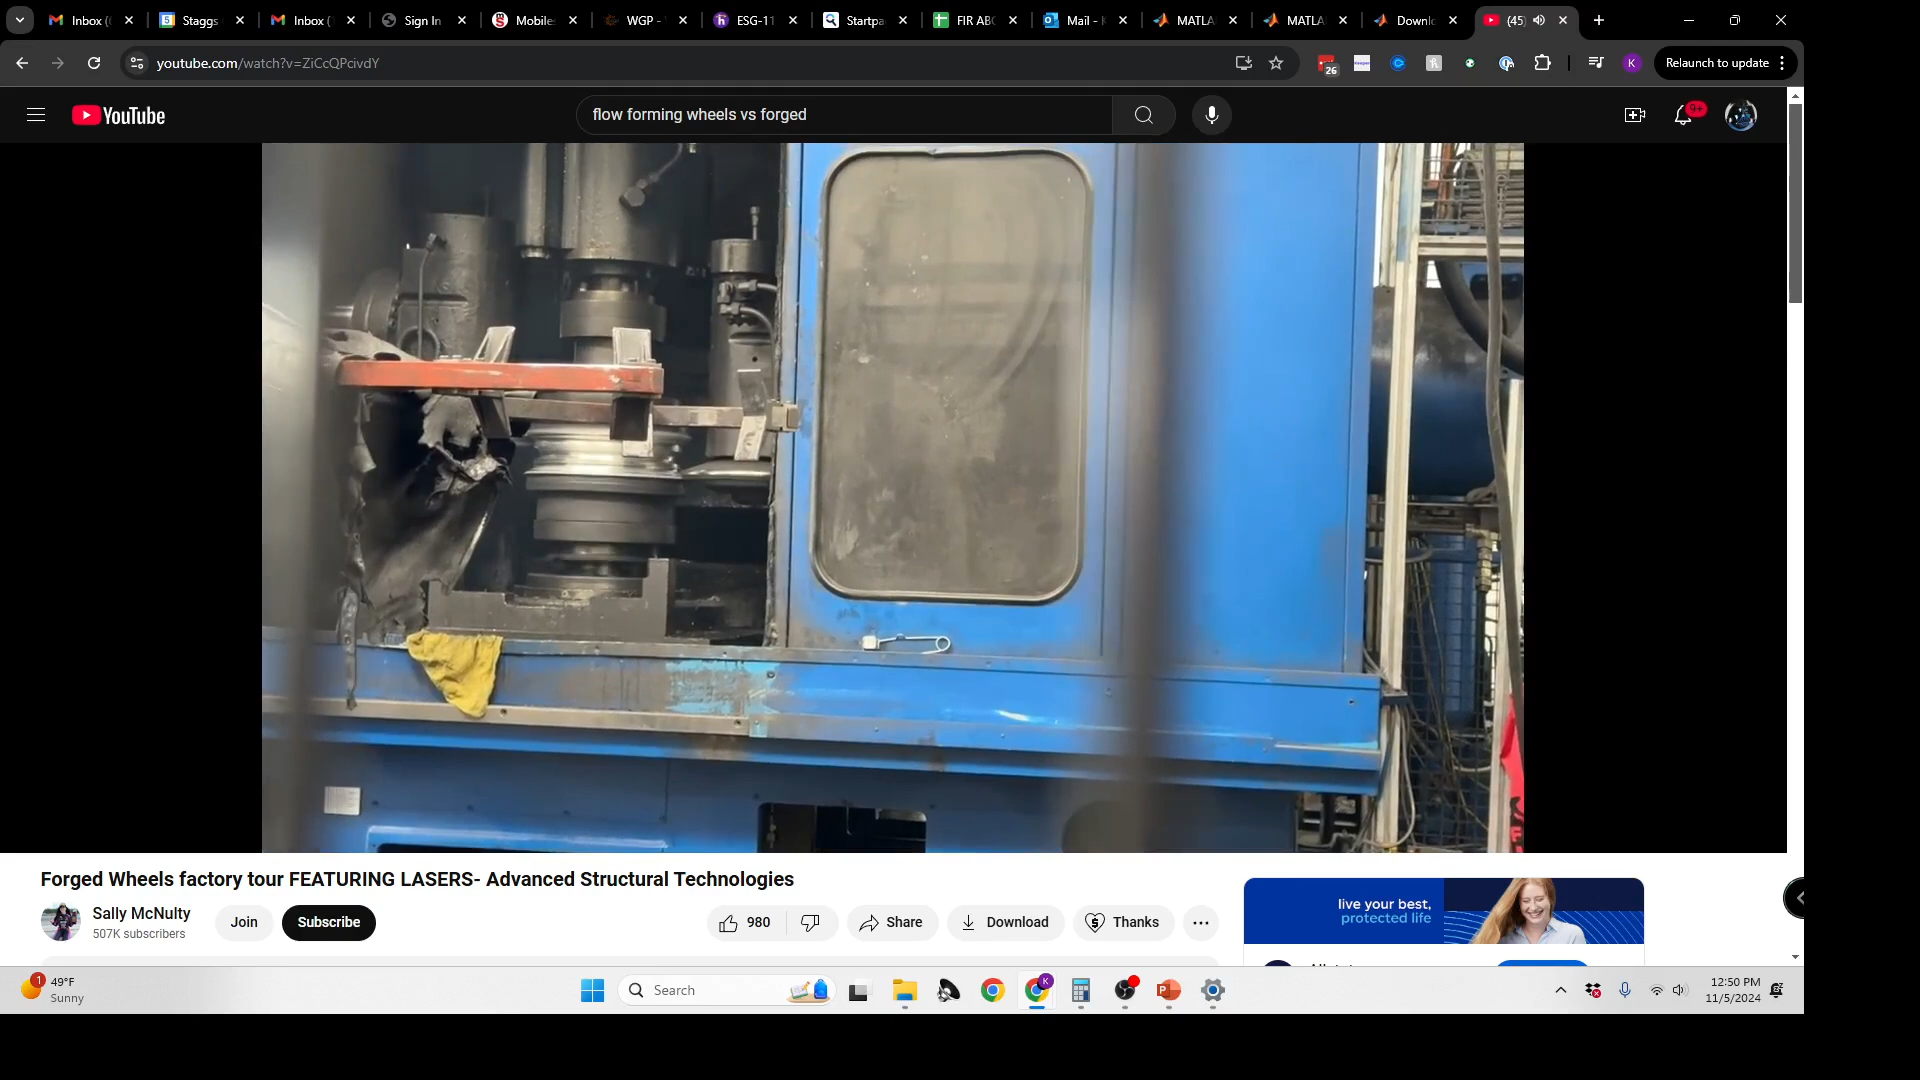 Inbox (
Staggs
Inbox (
Sign In
Mobile
WGP -
ESG-11
Startpa
FIR ABC
Mail -
MATLA
MATLA
Downlo
(45)
youtube.com/watch?v=ZiCcQPcivdY
26
K
Relaunch to update
YouTube
flow forming wheels vs forged
9+
Forged Wheels factory tour FEATURING LASERS- Advanced Structural Technologies
Sally McNulty
507K subscribers
Join
Subscribe
980
Share
Download
Thanks
live your best,
protected life
1
49°F
Sunny
Search
K
12:50 PM
11/5/2024